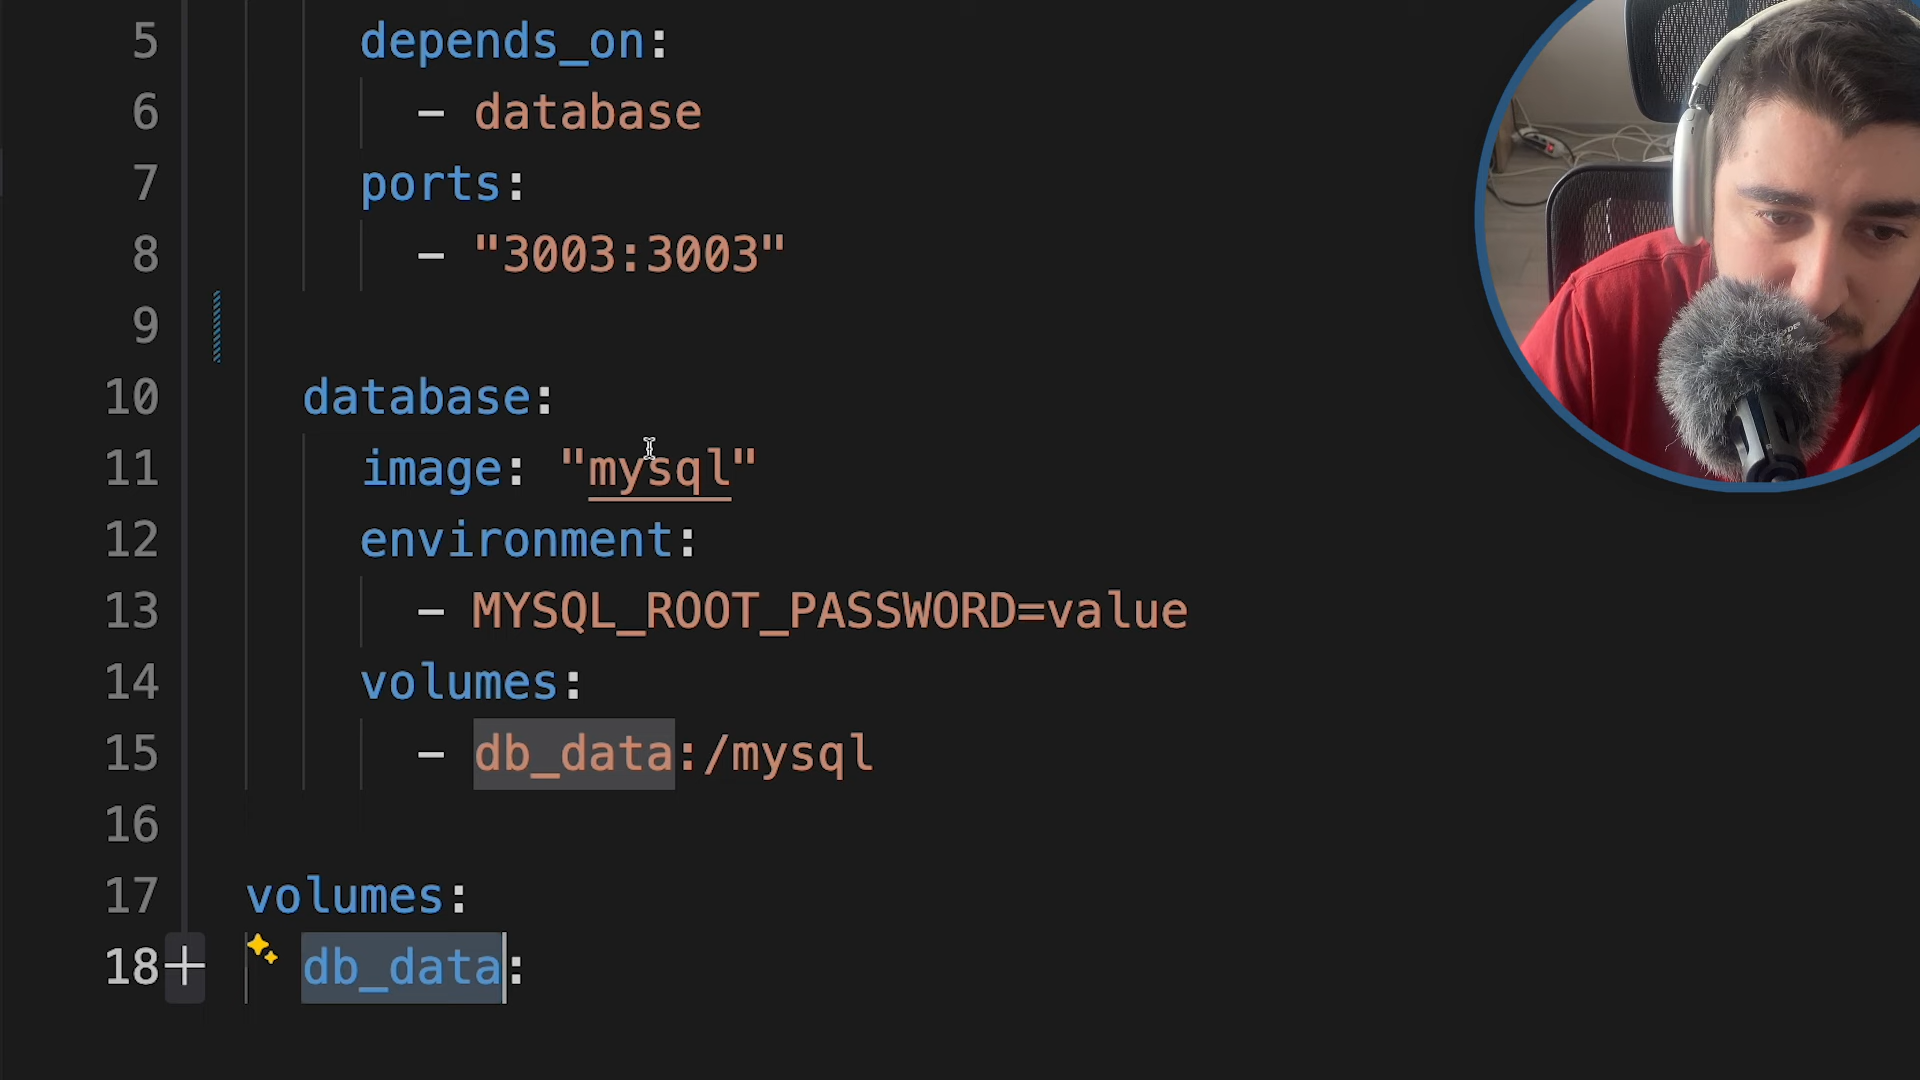 5 depends_on:
6 - database
7 ports:
8 - "3003:3003"
9
10 database:
11 image: "mysql"
12 environment:
13 - MYSQL_ROOT_PASSWORD=value
14 volumes:
15 - db_data:/mysql
16
17 volumes:
18 db_data: